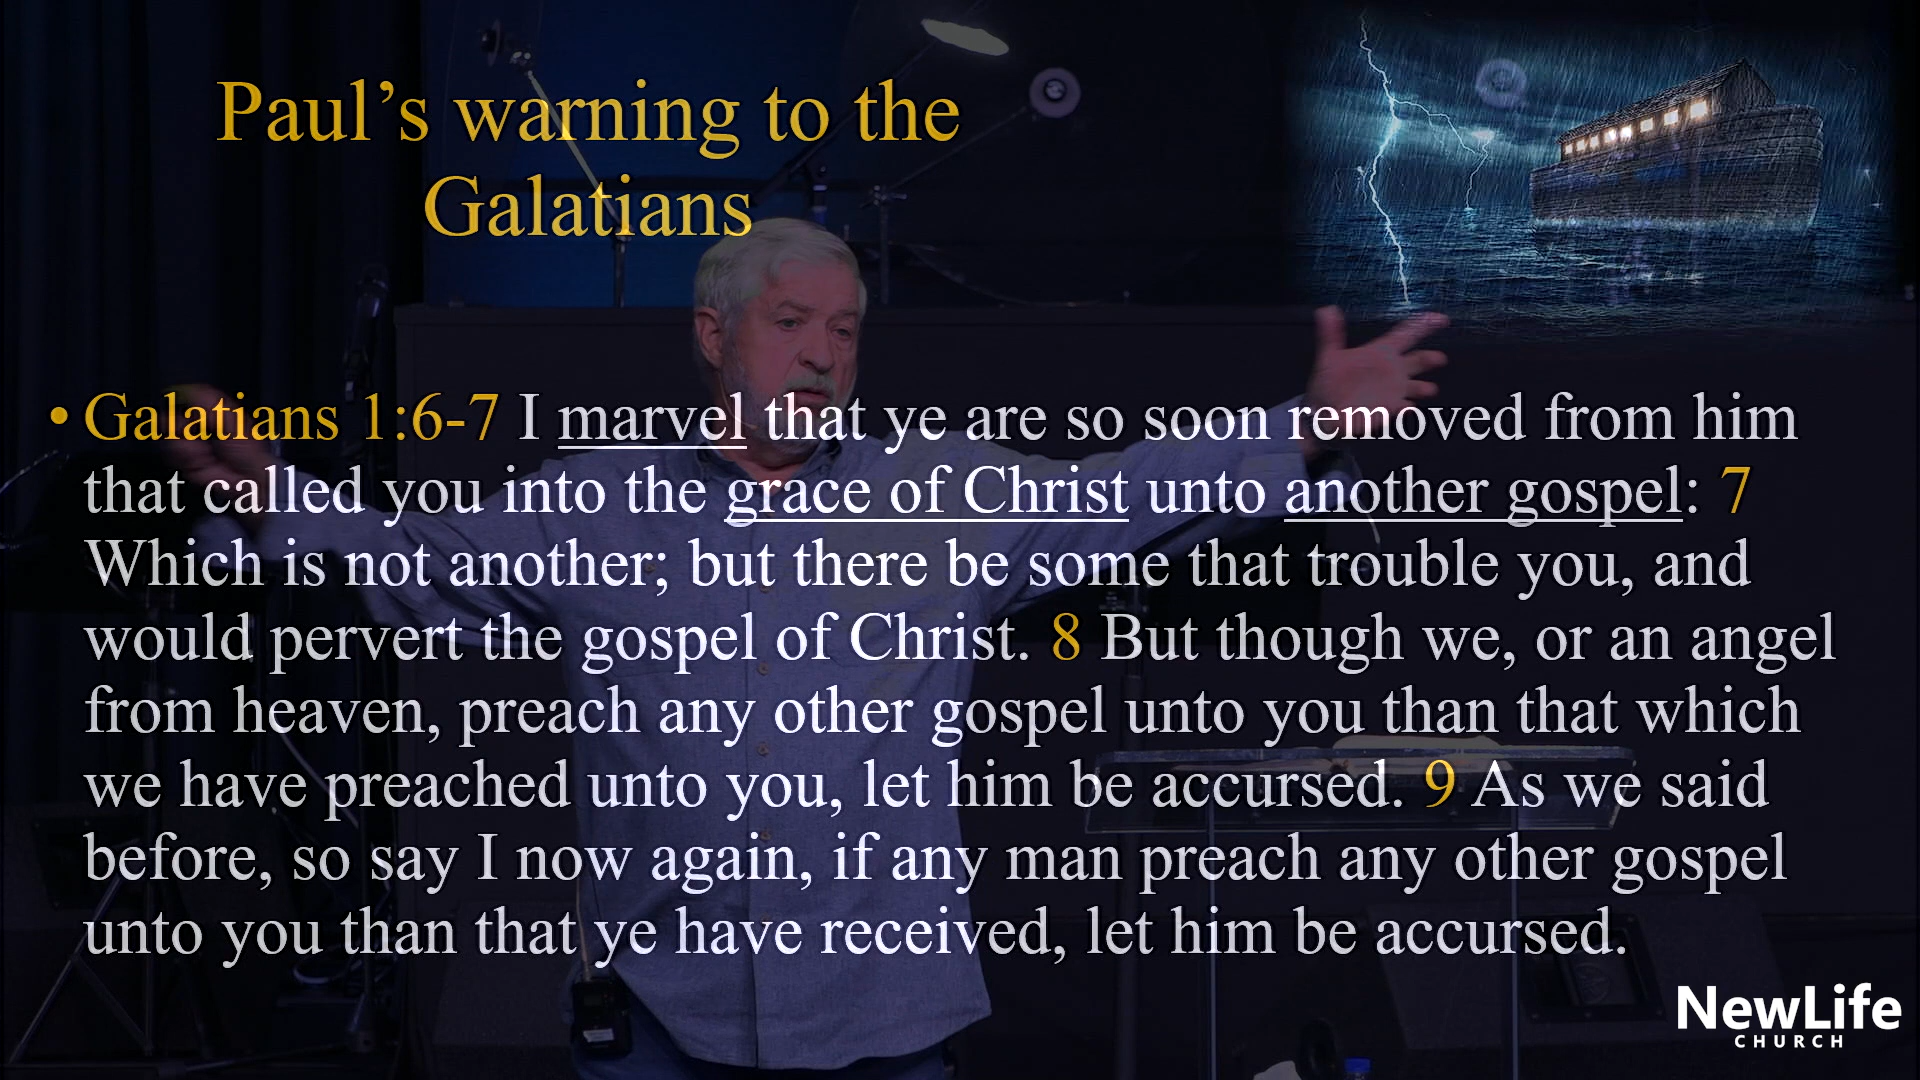 Paul’s warning to the
Galatians
• Galatians 1:6-7 I marvel that ye are so soon removed from him
that called you into the grace of Christ unto another gospel: 7
Which is not another; but there be some that trouble you, and
would pervert the gospel of Christ. 8 But though we, or an angel
from heaven, preach any other gospel unto you than that which
we have preached unto you, let him be accursed. 9 As we said
before, so say I now again, if any man preach any other gospel
unto you than that ye have received, let him be accursed.
NewLife
CHURCH